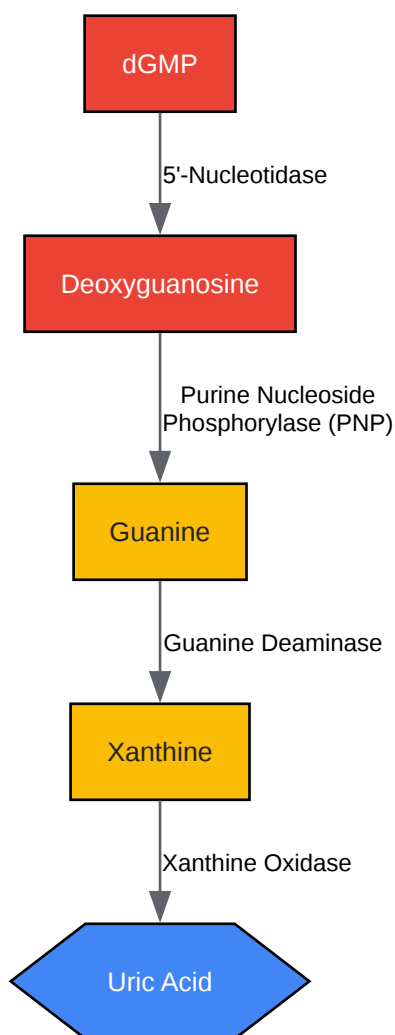 dGMP
5'-Nucleotidase
Deoxyguanosine
Purine Nucleoside
Phosphorylase (PNP)
Guanine
Guanine Deaminase
Xanthine
Xanthine Oxidase
Uric Acid